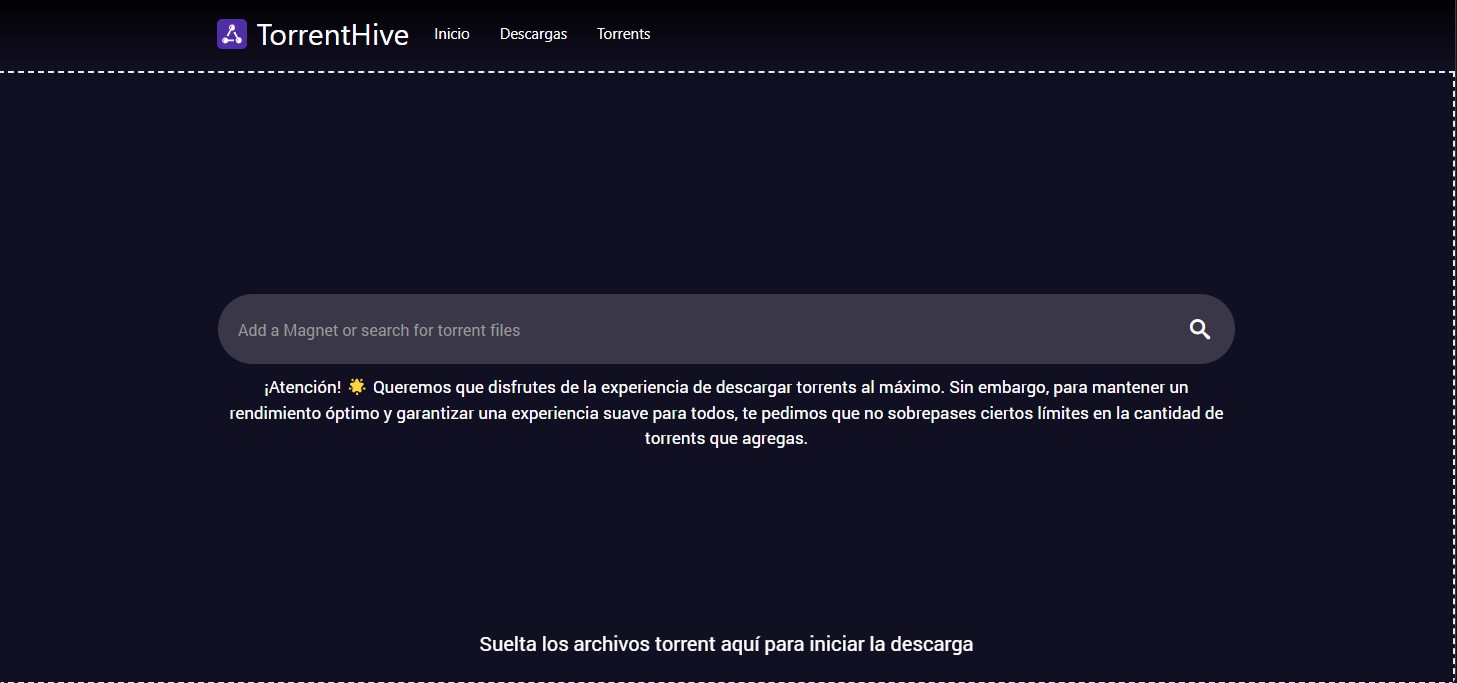 TorrentHive Inicio Descargas Torrents
Add a Magnet or search for torrent files
¡Atención! 🌟 Queremos que disfrutes de la experiencia de descargar torrents al máximo. Sin embargo, para mantener un
rendimiento óptimo y garantizar una experiencia suave para todos, te pedimos que no sobrepases ciertos límites en la cantidad de
torrents que agregas.
Suelta los archivos torrent aquí para iniciar la descarga